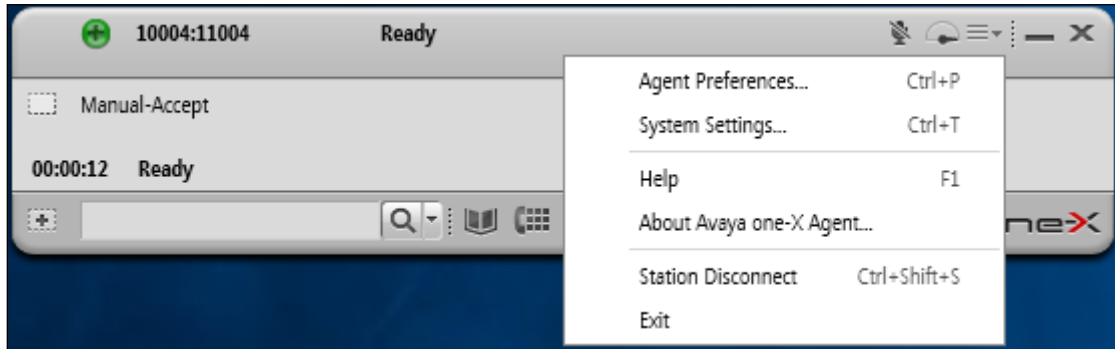 10004:11004 Ready
Agent Preferences... Ctrl+P
Manual-Accept
System Settings... Ctrl+T
00:00:12 Ready
Help F1
About Avaya one-X Agent...
ne-X
Station Disconnect Ctrl+Shift+S
Exit